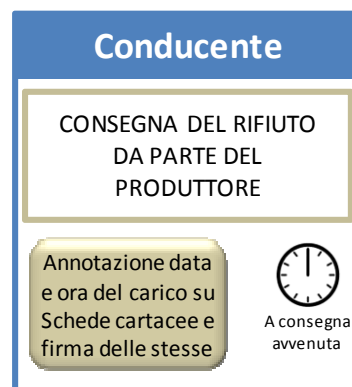 Conducente
CONSEGNA DEL RIFIUTO
DA PARTE DEL
PRODUTTORE
Annotazione data
e ora del carico su
Schede cartacee e
firma delle stesse
A consegna
avvenuta